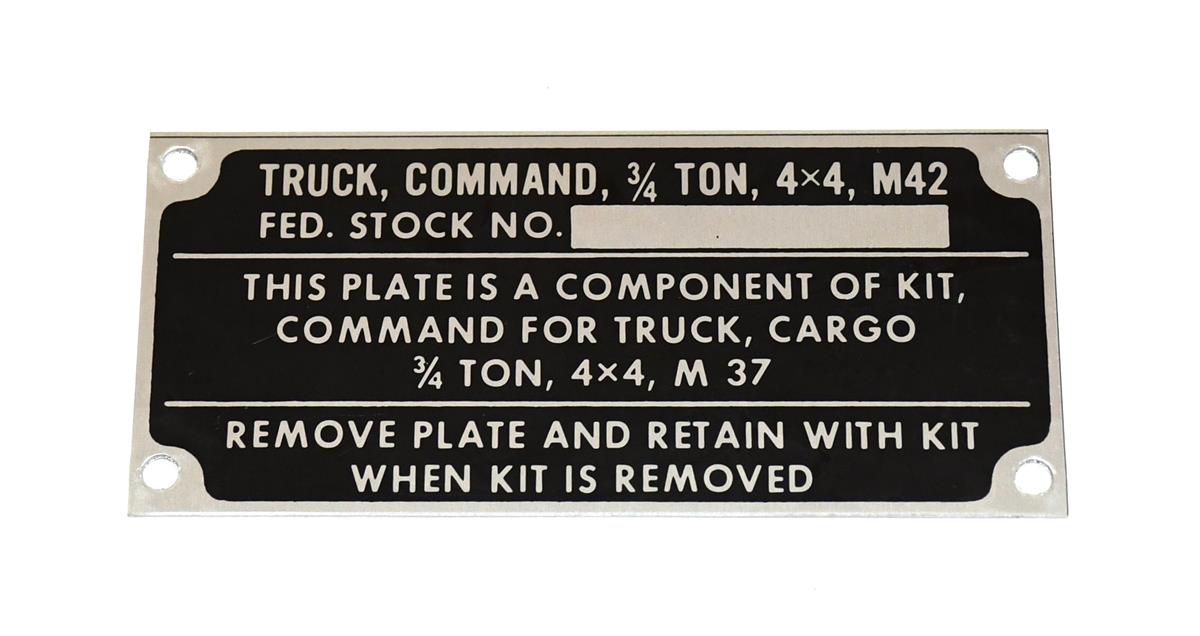 TRUCK, COMMAND, ¾ TON, 4×4, M42
FED. STOCK NO.
THIS PLATE IS A COMPONENT OF KIT,
COMMAND FOR TRUCK, CARGO
¾ TON, 4×4, M 37
REMOVE PLATE AND RETAIN WITH KIT
WHEN KIT IS REMOVED